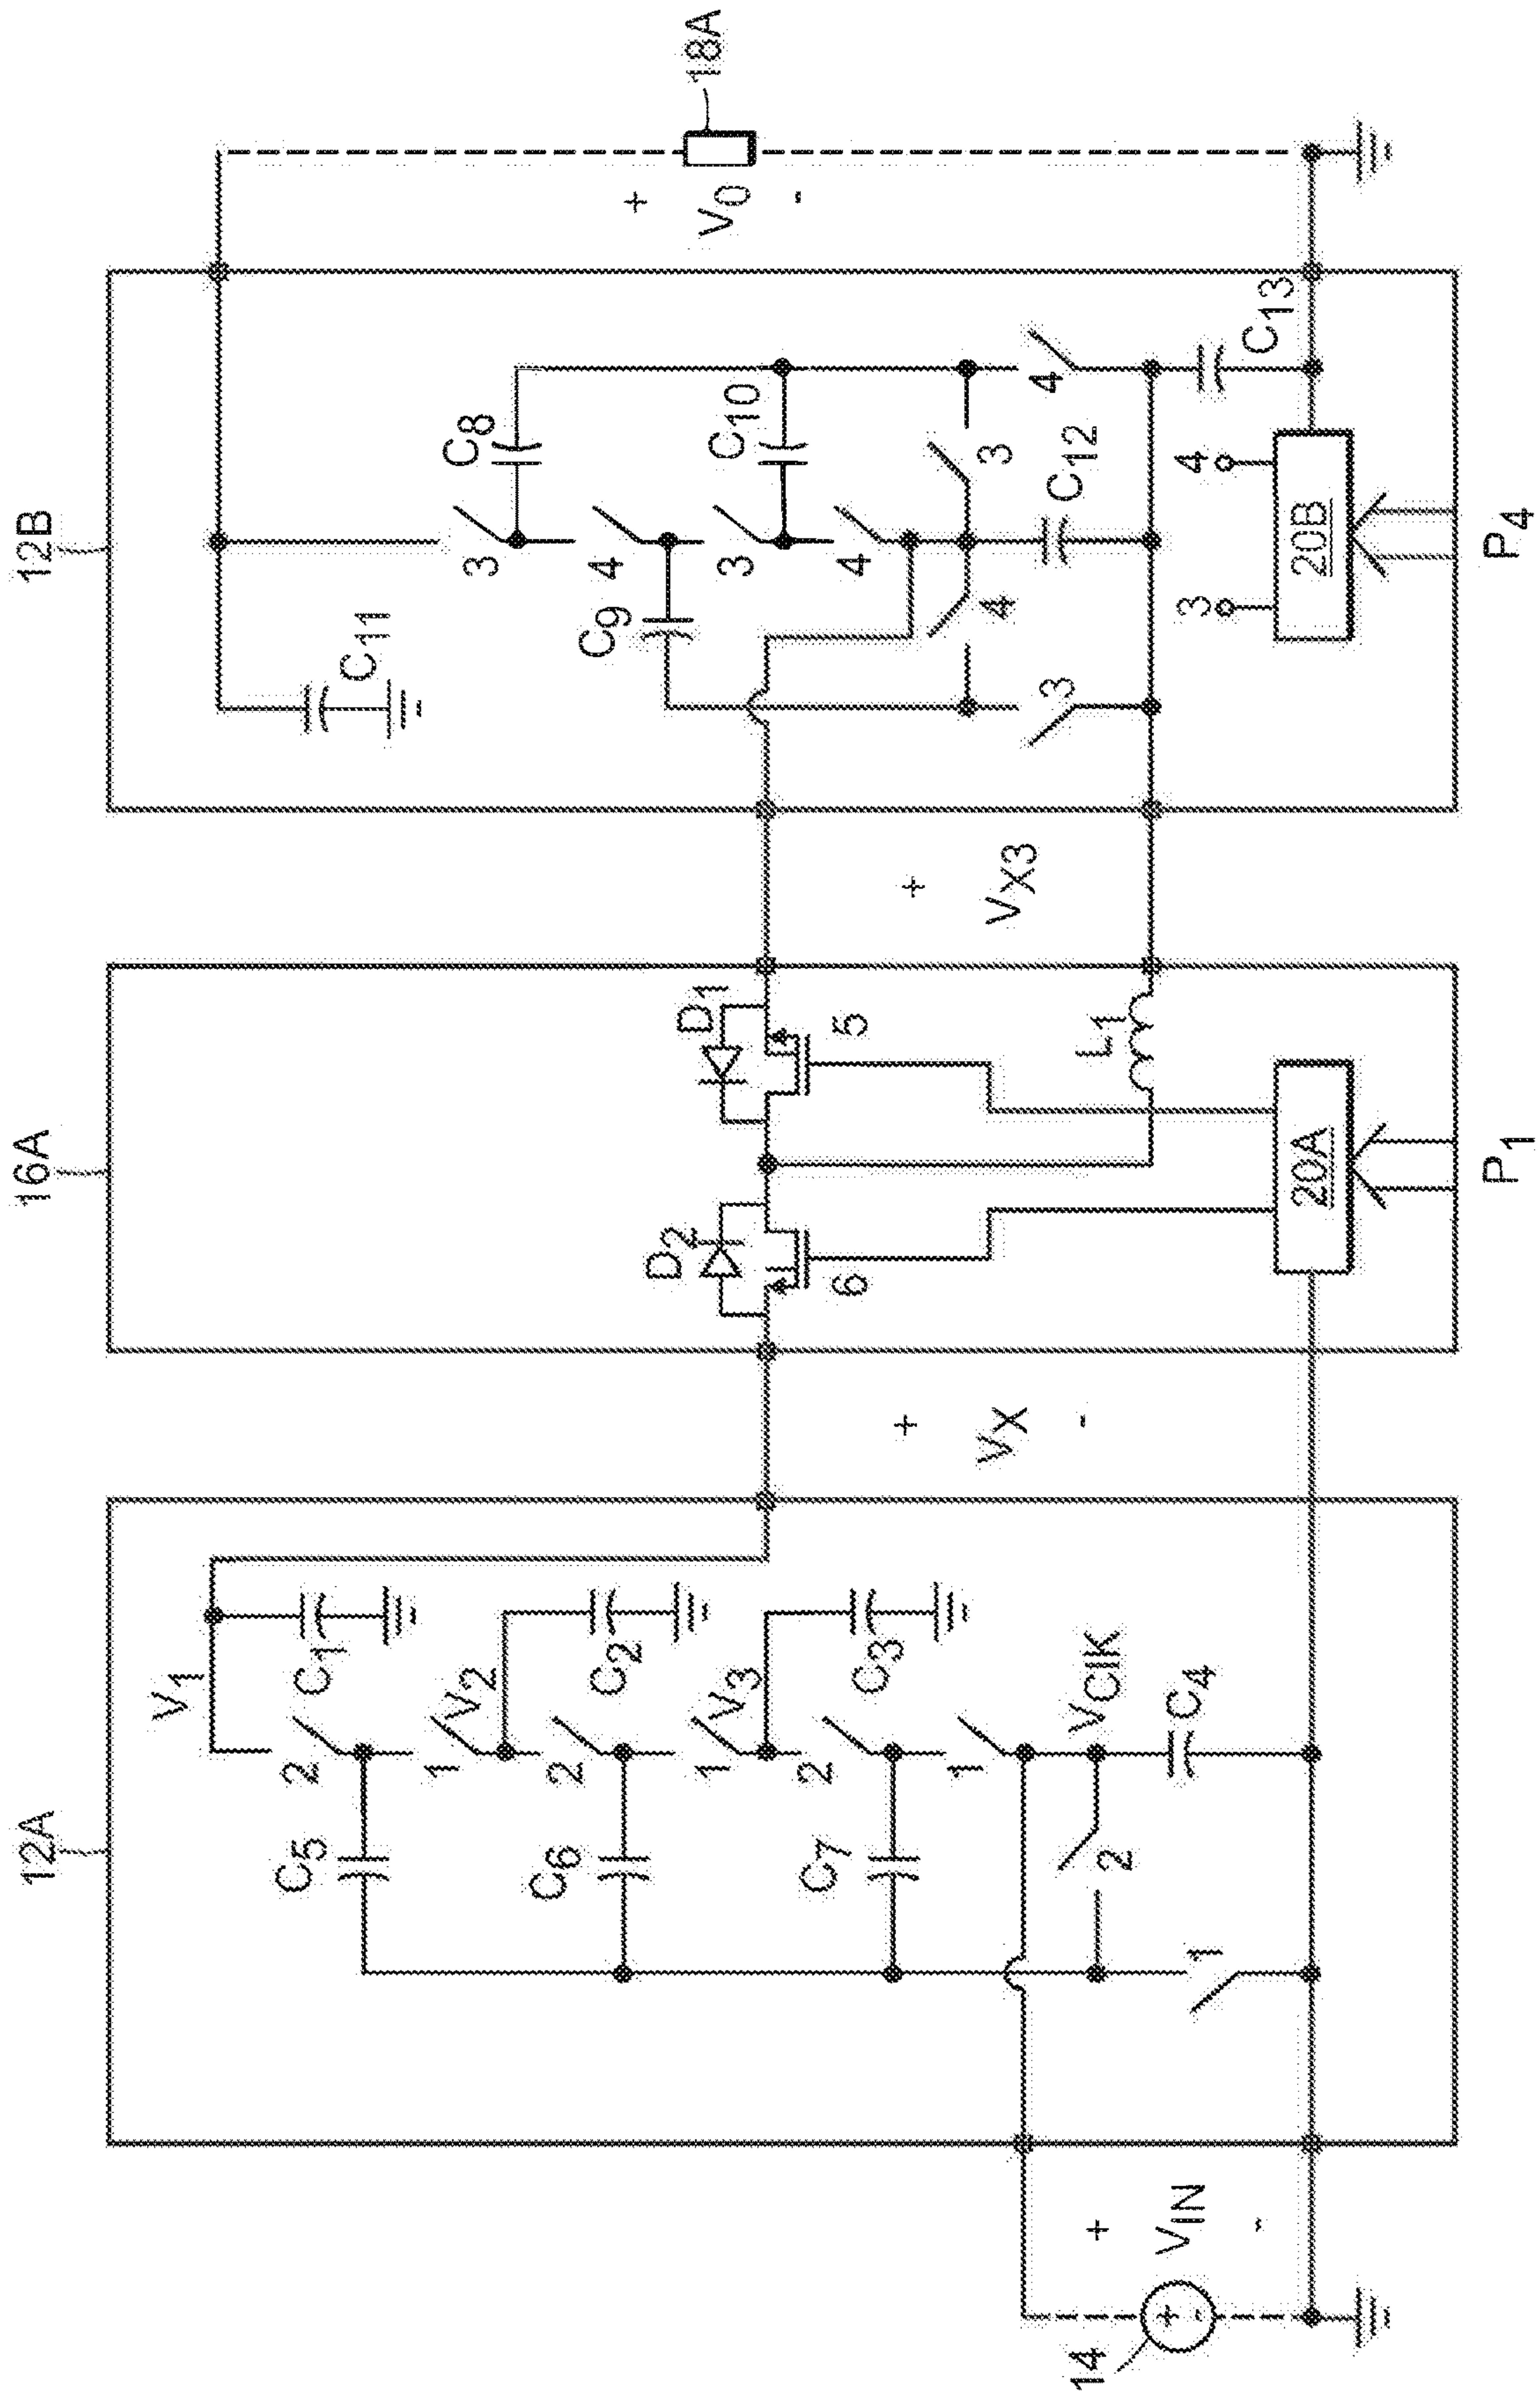 12A
16A
12B
V1
C1
C5
2
1
V2
C2
C6
2
1
V3
C3
C7
2
1
VCIK
2
C4
1
14
+
-
+
VIN
-
+
VX
-
D2
D1
6
5
L1
20A
P1
+
VX3
C11
C8
3
4
C9
3
C10
4
4
3
C12
3
4
C13
3
4
20B
P4
+
VO
-
18A